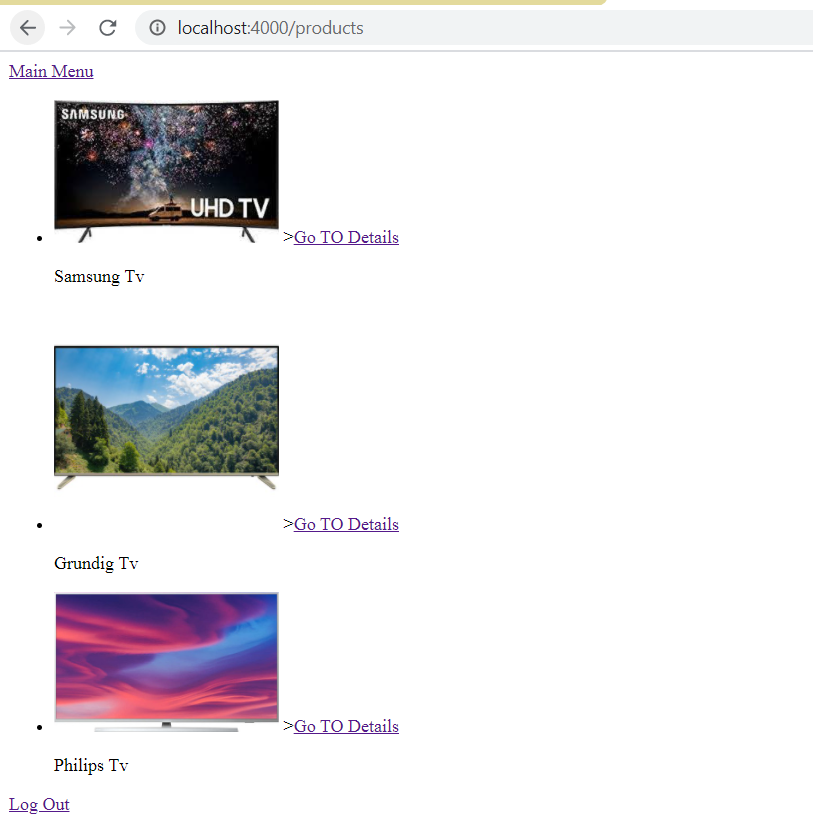 localhost:4000/products
Main Menu
SAMSUNG
UHD TV
>Go TO Details
Samsung Tv
>Go TO Details
Grundig Tv
>Go TO Details
Philips Tv
Log Out